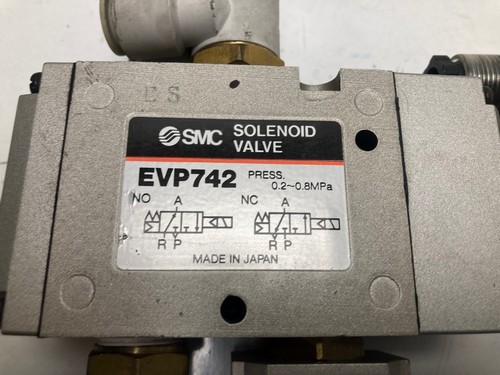 ES
SMC SOLENOID
VALVE
EVP742 PRESS.
0.2~0.8MPa
NO A NC A
R P R P
MADE IN JAPAN